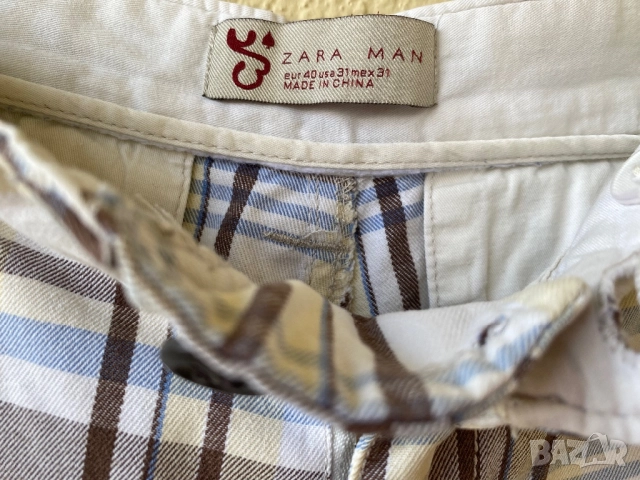 ZARA MAN
eur 40 usa 31 mex 31
MADE IN CHINA
BAZAR